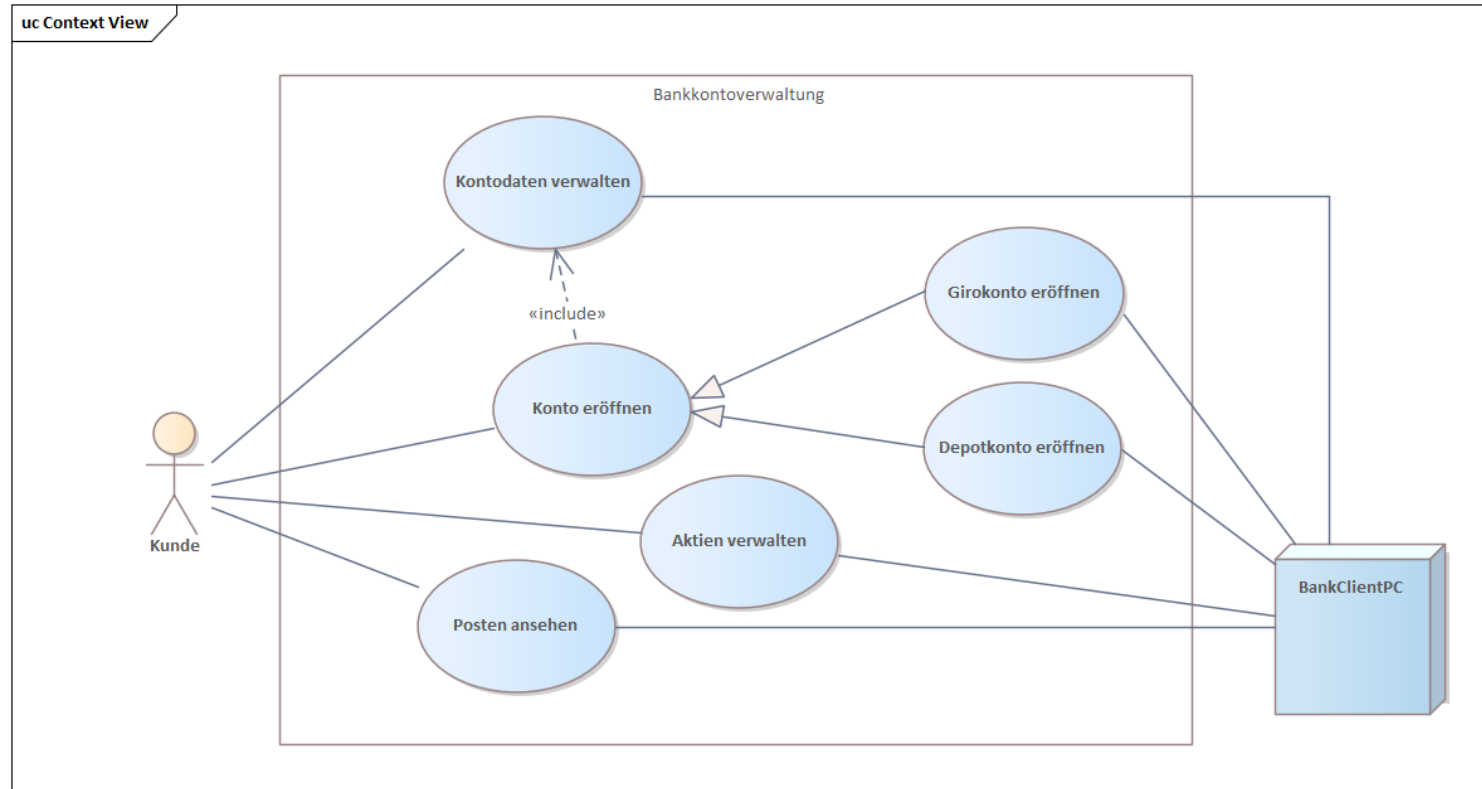 uc Context View
Bankkontoverwaltung
Kontodaten verwalten
«include»
Girokonto eröffnen
Konto eröffnen
Depotkonto eröffnen
Aktien verwalten
Kunde
Posten ansehen
BankClientPC